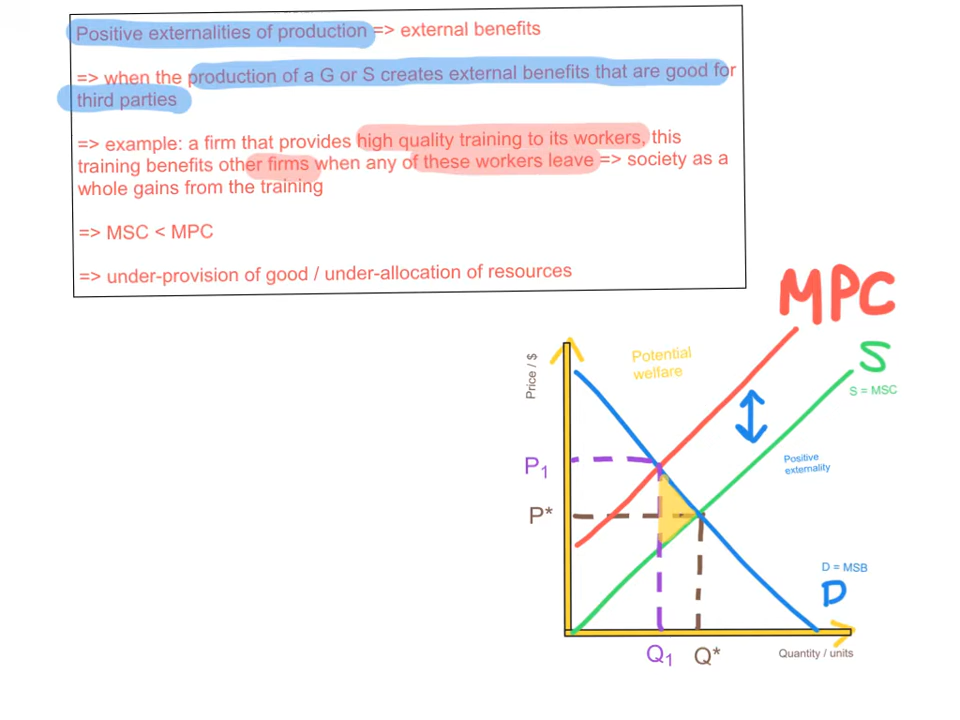 Positive externalities of production => external benefits
=> when the production of a G or S creates external benefits that are good for
third parties
=> example: a firm that provides high quality training to its workers, this
training benefits other firms when any of these workers leave => society as a
whole gains from the training
=> MSC < MPC
=> under-provision of good / under-allocation of resources
MPC
S
S = MSC
Potential
welfare
Price / $
Positive
externality
P1
P*
D = MSB
D
Q1
Q*
Quantity / units